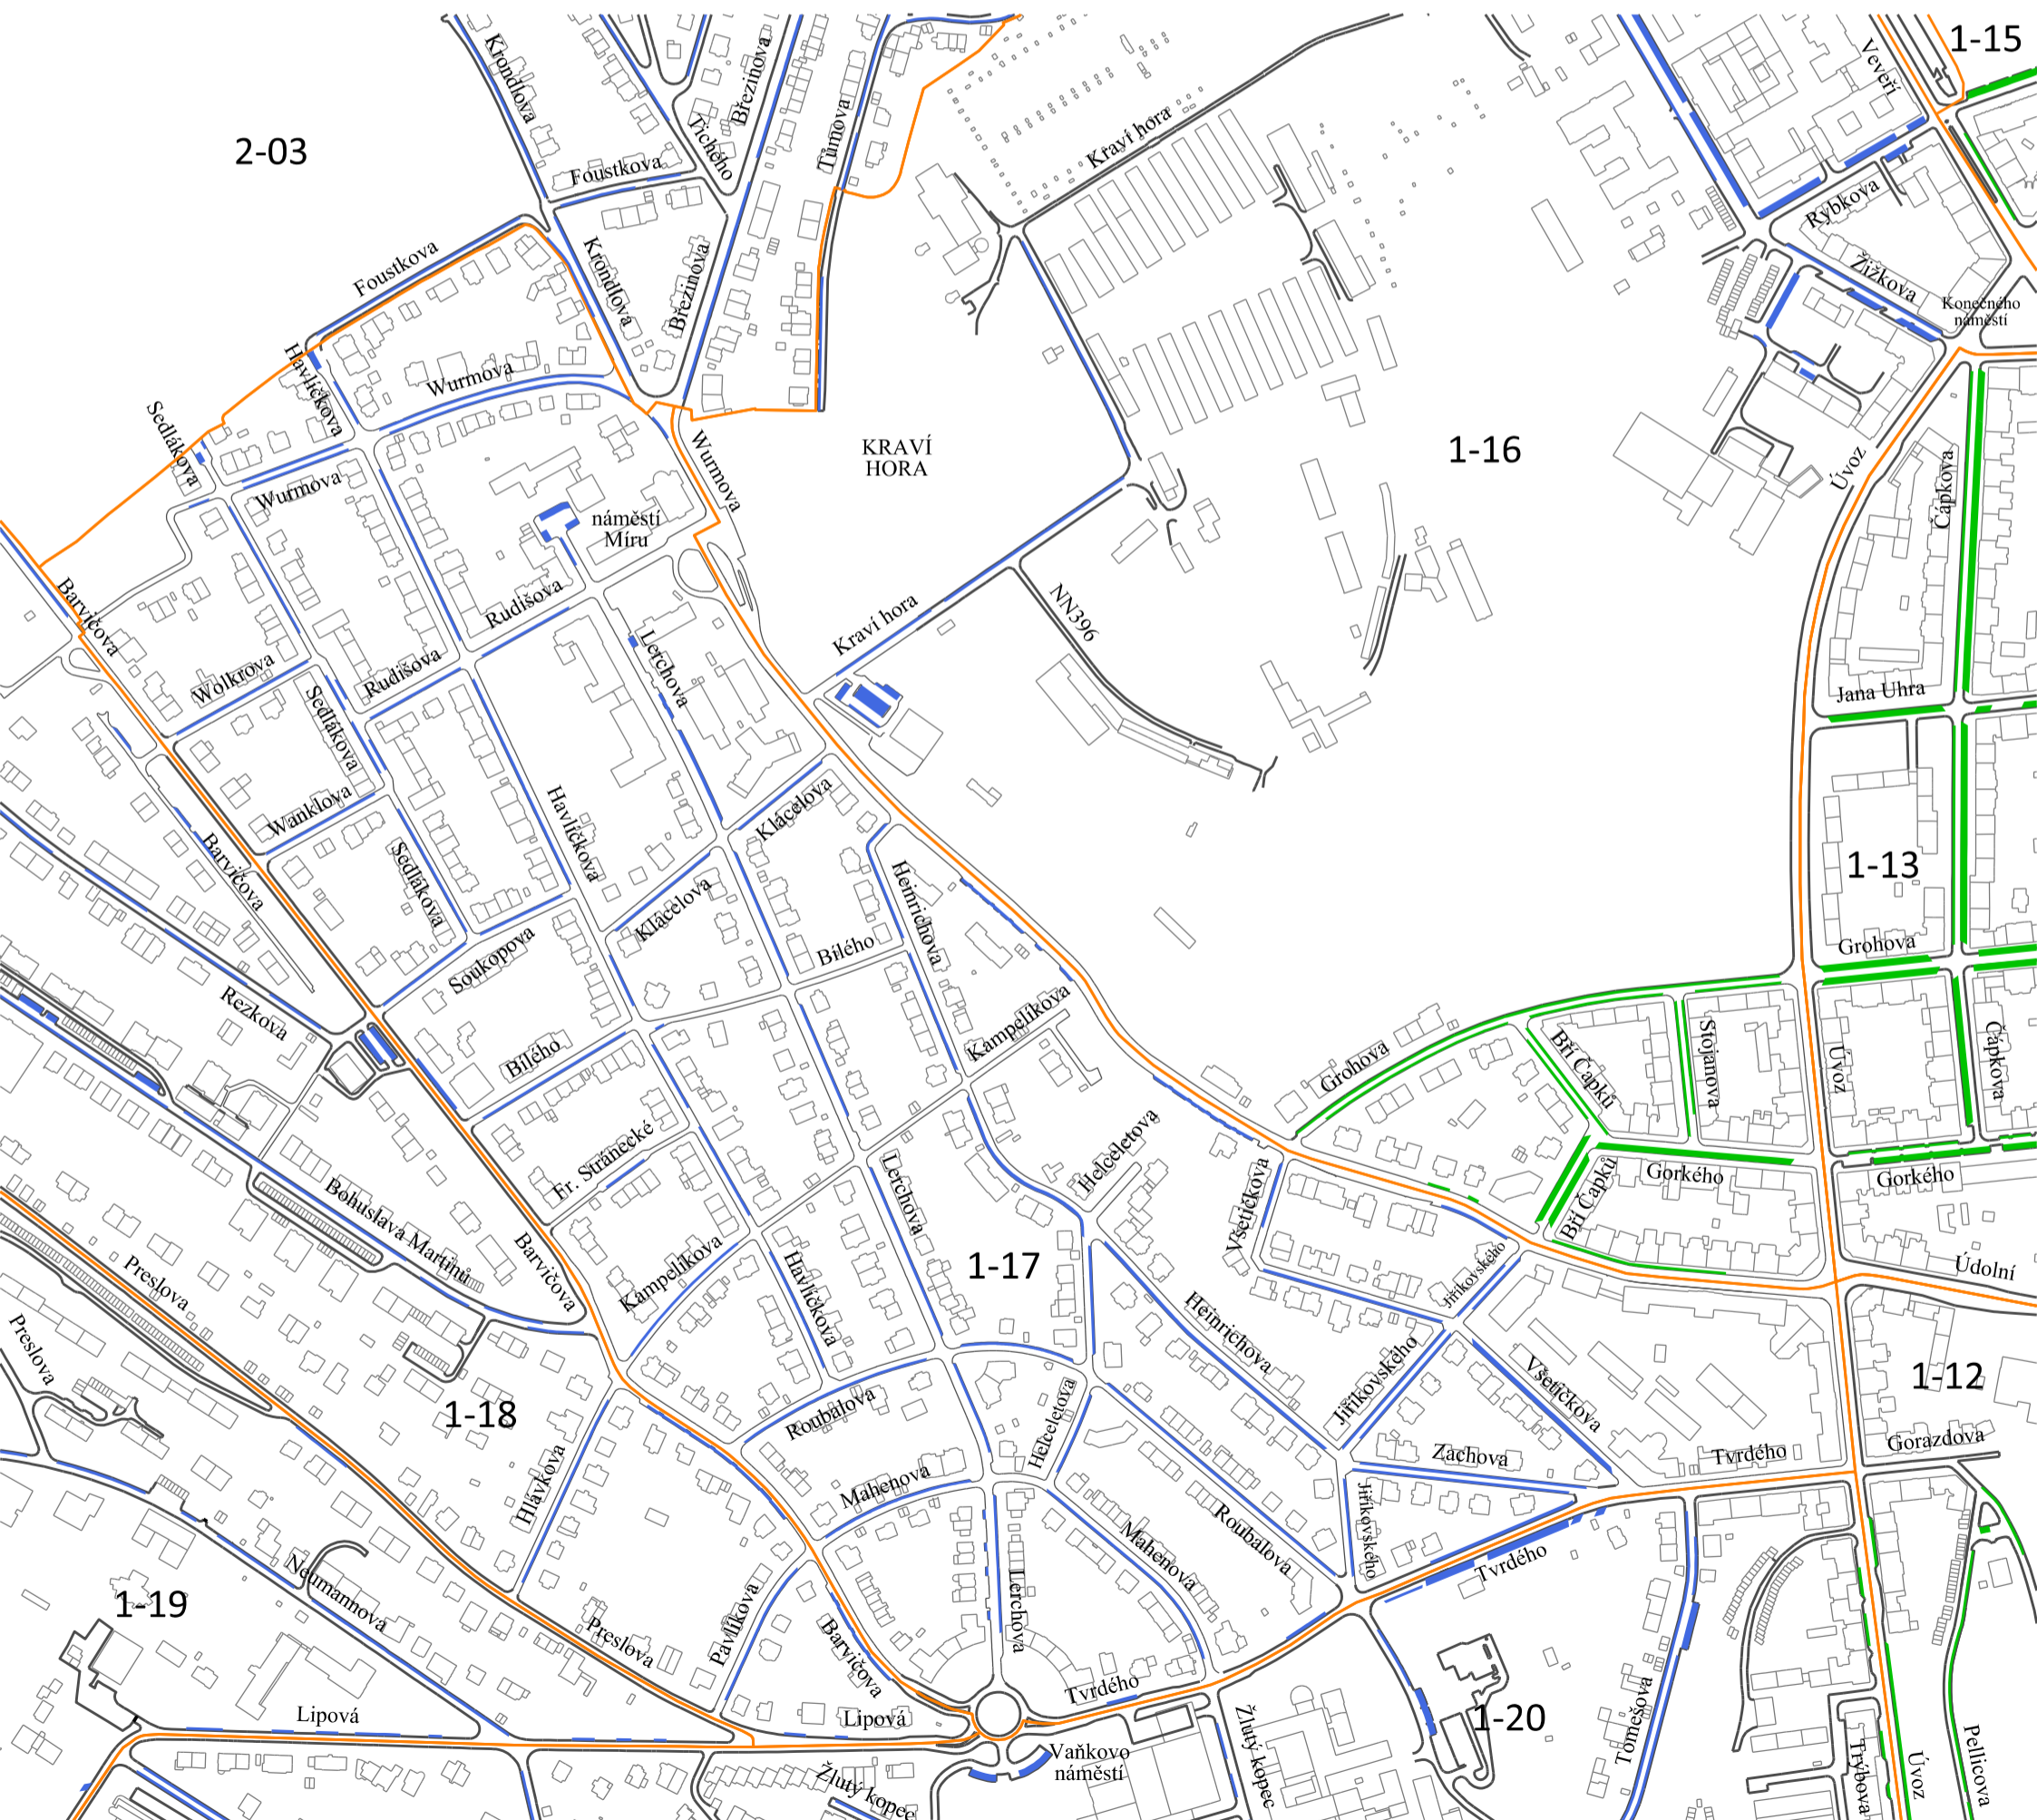 1-15
Veveří
Krondlova
Březinova
Tichého
Tůmova
Kraví hora
2-03
Foustkova
Rybkova
Foustkova
Krondlova
Březinova
Žižkova
Konečného
náměstí
Havlíčkova
Wurmova
Sedlákova
Wurmova
Wurmova
KRAVÍ
HORA
1-16
Úvoz
Čápkova
náměstí
Míru
Barvičova
Rudišova
Kraví hora
NN396
Lerchova
Wolkrova
Sedlákova
Rudišova
Jana Uhra
Wanklova
Havlíčkova
Klácelova
Barvičova
Sedlákova
Klácelova
Heinrichova
1-13
Bílého
Grohova
Soukopova
Rezkova
Kampelíkova
Bílého
Grohova
Bří Čapků
Stojanova
Úvoz
Čápkova
Fr. Stránecké
Helceletova
Všetičkova
Gorkého
Gorkého
Bří Čapků
Bohuslava Martinů
Lerchova
Barvičova
Kampelíkova
Havlíčkova
1-17
Jiříkovského
Údolní
Preslova
Preslova
Heinrichova
Jiříkovského
Všetičkova
1-12
1-18
Roubalova
Helceletova
Zachova
Tvrdého
Gorazdova
Hlávkova
Mahenova
Jiříkovského
Roubalova
Mahenova
Tvrdého
Neumannova
1-19
Lerchova
Pavlíkova
Preslova
Barvičova
Tvrdého
Lipová
Lipová
Žlutý kopec
1-20
Tomešova
Vaňkovo
náměstí
Žlutý kopec
Trýbova
Úvoz
Pellicova